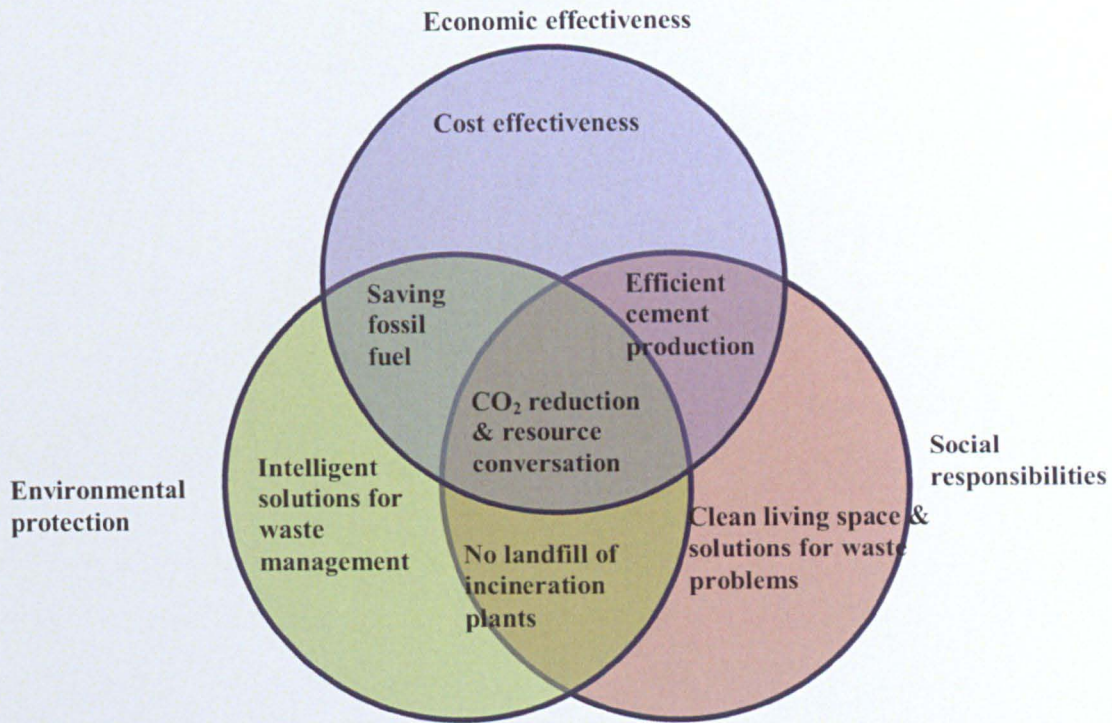 Economic effectiveness
Cost effectiveness
Saving
fossil
fuel
Efficient
cement
production
CO₂ reduction
& resource
conversation
Environmental
protection
Intelligent
solutions for
waste
management
No landfill of
incineration
plants
Clean living space &
solutions for waste
problems
Social
responsibilities